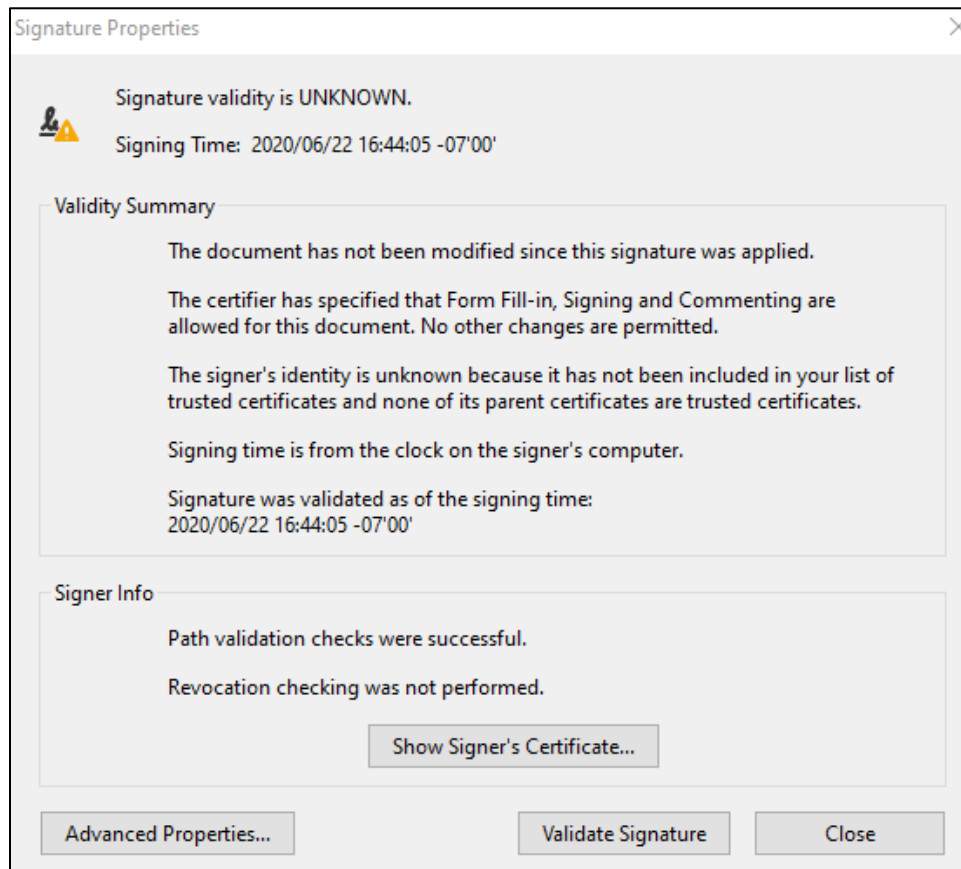 Signature Properties
Signature validity is UNKNOWN.
Signing Time: 2020/06/22 16:44:05 -07'00'
Validity Summary
The document has not been modified since this signature was applied.
The certifier has specified that Form Fill-in, Signing and Commenting are
allowed for this document. No other changes are permitted.
The signer's identity is unknown because it has not been included in your list of
trusted certificates and none of its parent certificates are trusted certificates.
Signing time is from the clock on the signer's computer.
Signature was validated as of the signing time:
2020/06/22 16:44:05 -07'00'
Signer Info
Path validation checks were successful.
Revocation checking was not performed.
Show Signer's Certificate...
Advanced Properties...
Validate Signature
Close